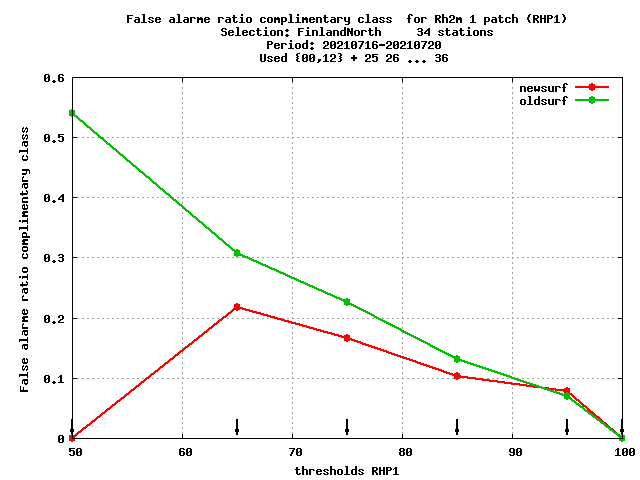 False alarme ratio complimentary class  for Rh2m 1 patch (RHP1)
Selection: FinlandNorth     34 stations
Period: 20210716-20210720
Used {00,12} + 25 26 ... 36
newsurf
oldsurf
False alarme ratio complimentary class
0.6
0.5
0.4
0.3
0.2
0.1
0
50 60 70 80 90 100
thresholds RHP1